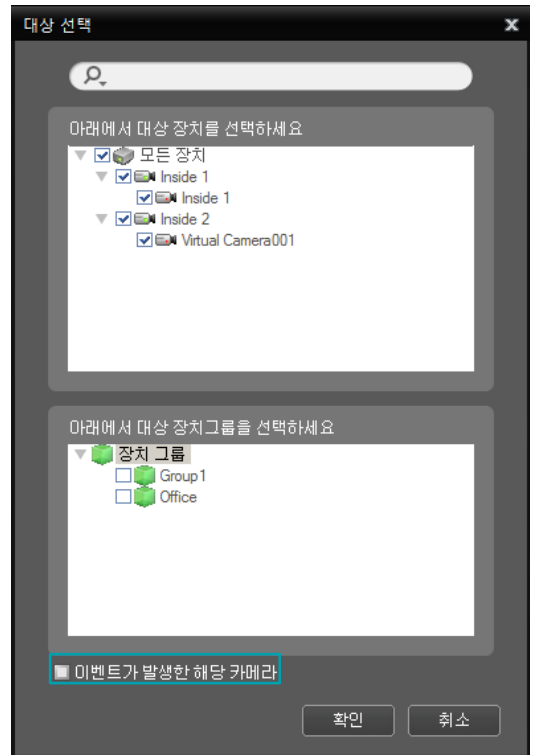 대상 선택
아래에서 대상 장치를 선택하세요
모든 장치
Inside 1
Inside 1
Inside 2
Virtual Camera001
아래에서 대상 장치그룹을 선택하세요
장치 그룹
Group1
Office
이벤트가 발생한 해당 카메라
확인 취소